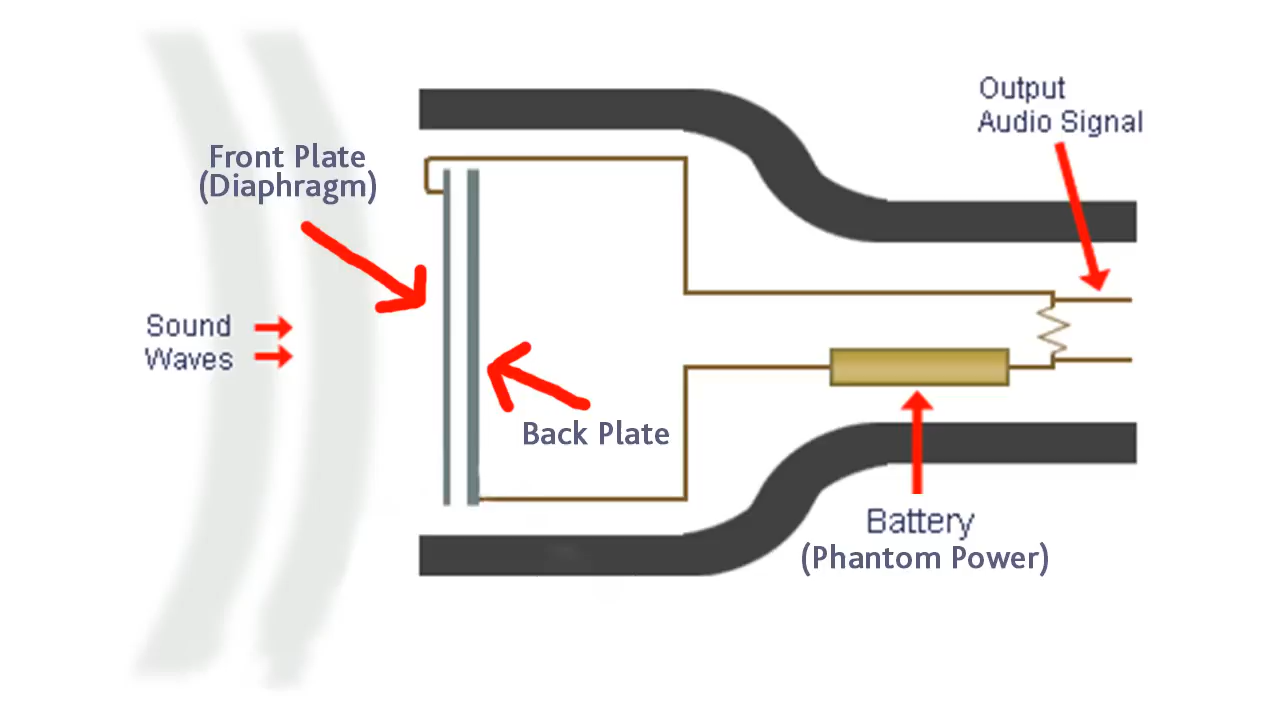 Output
Audio Signal
Front Plate
(Diaphragm)
Sound
Waves
Back Plate
Battery
(Phantom Power)